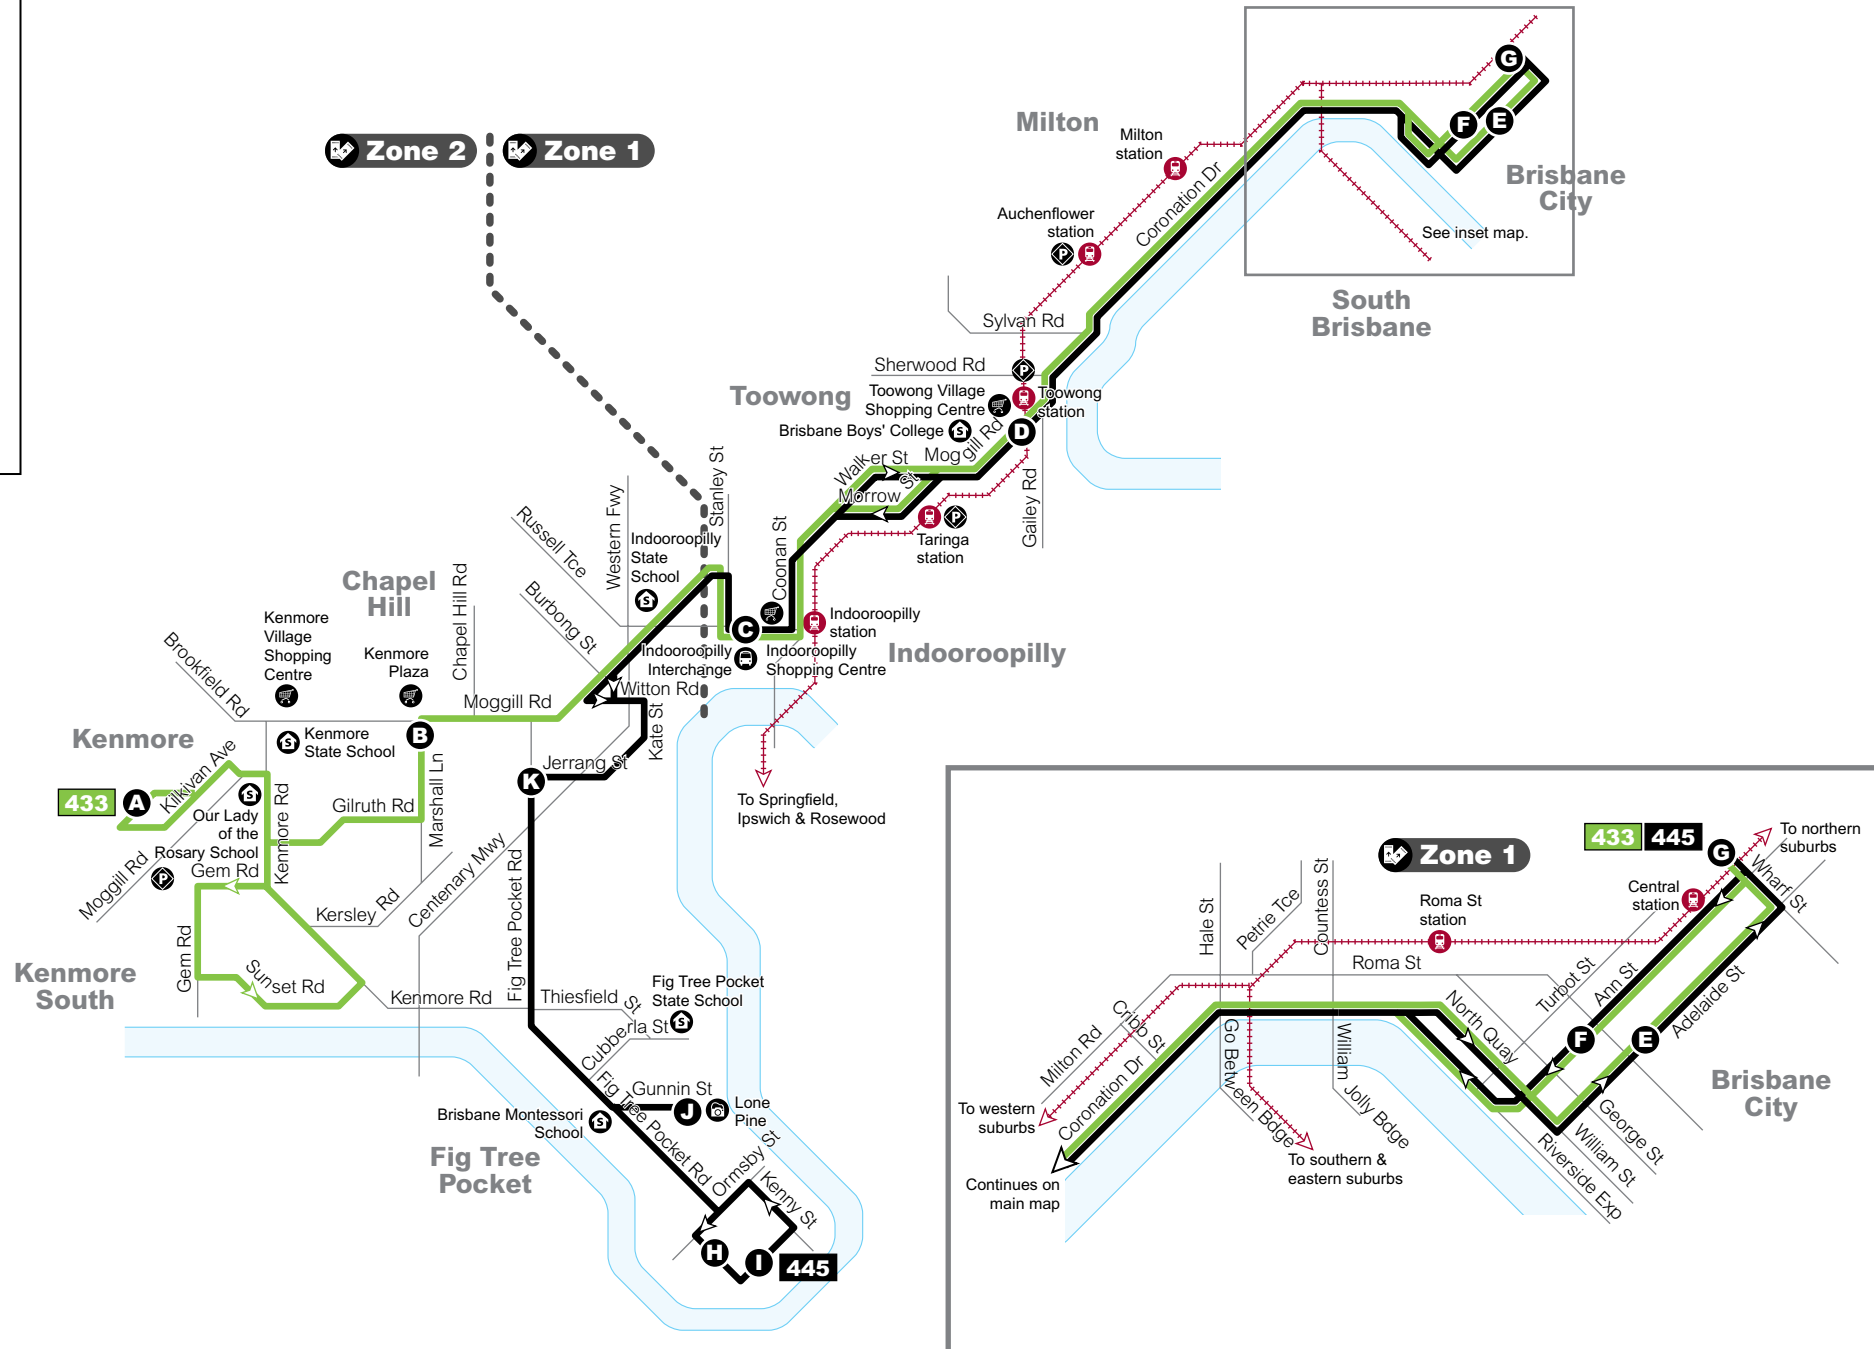 Zone 2
Zone 1
Milton
Milton
station
Coronation Dr
Auchenflower
station
G
F
E
Brisbane
City
See inset map.
South
Brisbane
Sylvan Rd
Sherwood Rd
Toowong
Toowong Village
Shopping Centre
Toowong
station
Brisbane Boys' College
D
Walker St
Moggill Rd
Morrow St
Taringa
station
Gailey Rd
Stanley St
Coonan St
Western Fwy
Russell Tce
Burbong St
Indooroopilly
State
School
Chapel
Hill
Chapel Hill Rd
C
Indooroopilly
station
Indooroopilly
Interchange
Indooroopilly
Shopping Centre
Indooroopilly
Kenmore
Village
Shopping
Centre
Kenmore
Plaza
Brookfield Rd
Moggill Rd
Witton Rd
Kate St
Kenmore
Kenmore
State School
B
Jerrang St
K
Kilkivan Ave
433
A
Our Lady
of the
Rosary School
Kenmore Rd
Gilruth Rd
Marshall Ln
Moggill Rd
Gem Rd
Kersley Rd
Centenary Mwy
Fig Tree Pocket Rd
To Springfield,
Ipswich & Rosewood
Kenmore
South
Gem Rd
Sunset Rd
Kenmore Rd
Thiesfield St
Fig Tree Pocket
State School
Cubberla St
Fig Tree Pocket Rd
Gunnin St
J
Lone
Pine
Brisbane Montessori
School
Fig Tree
Pocket
Ormsby St
Kenny St
H
I
445
Zone 1
433
445
G
To northern
suburbs
Wharf St
Central
station
Roma St
station
Hale St
Petrie Tce
Countess St
Roma St
Turbot St
Ann St
Adelaide St
North Quay
F
E
Milton Rd
Cribb St
Coronation Dr
Go Between Bdge
William Jolly Bdge
To western
suburbs
To southern &
eastern suburbs
Continues on
main map
George St
William St
Riverside Exp
Brisbane
City